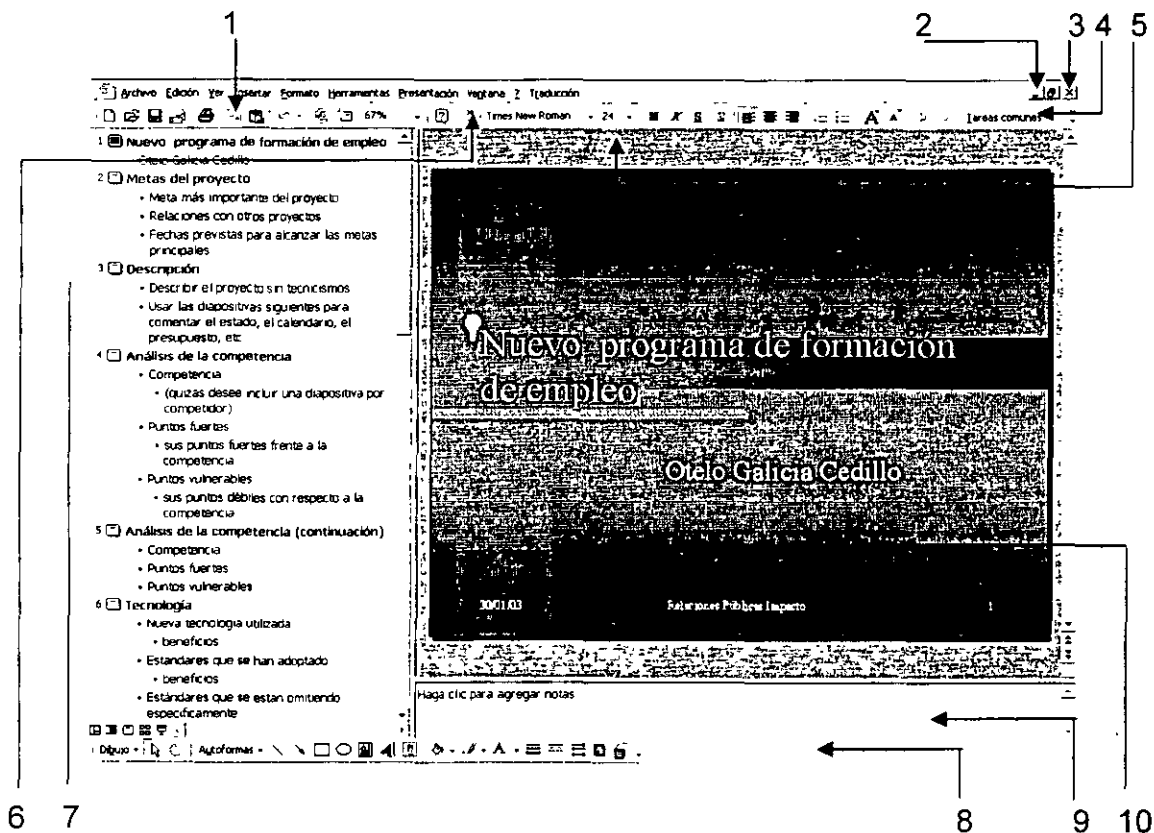 1
2
3 4
5
Archivo Edición Ver Insertar Formato Herramientas Presentación Ventana ? Traducción
67%
Times New Roman
24
N K S S
A A
Tareas comunes
1 Nuevo programa de formación de empleo
Otelo Galicia Cedillo
2 Metas del proyecto
• Meta más importante del proyecto
• Relaciones con otros proyectos
• Fechas previstas para alcanzar las metas
principales
3 Descripción
• Describir el proyecto sin tecnicismos
• Usar las diapositivas siguientes para
comentar el estado, el calendario, el
presupuesto, etc
4 Análisis de la competencia
• Competencia
• (quizas desee incluir una diapositiva por
competidor)
• Puntos fuertes
• sus puntos fuertes frente a la
competencia
• Puntos vulnerables
• sus puntos débiles con respecto a la
competencia
5 Análisis de la competencia (continuación)
• Competencia
• Puntos fuertes
• Puntos vulnerables
6 Tecnología
• Nueva tecnología utilizada
• beneficios
• Estandares que se han adoptado
• beneficios
• Estándares que se estan omitiendo
especificamente
Nuevo programa de formación
de empleo
Otelo Galicia Cedillo
30/01/03
Relaciones Públicas Impacto
1
Haga clic para agregar notas
Dibujo
Autoformas
A
6
7
8
9
10